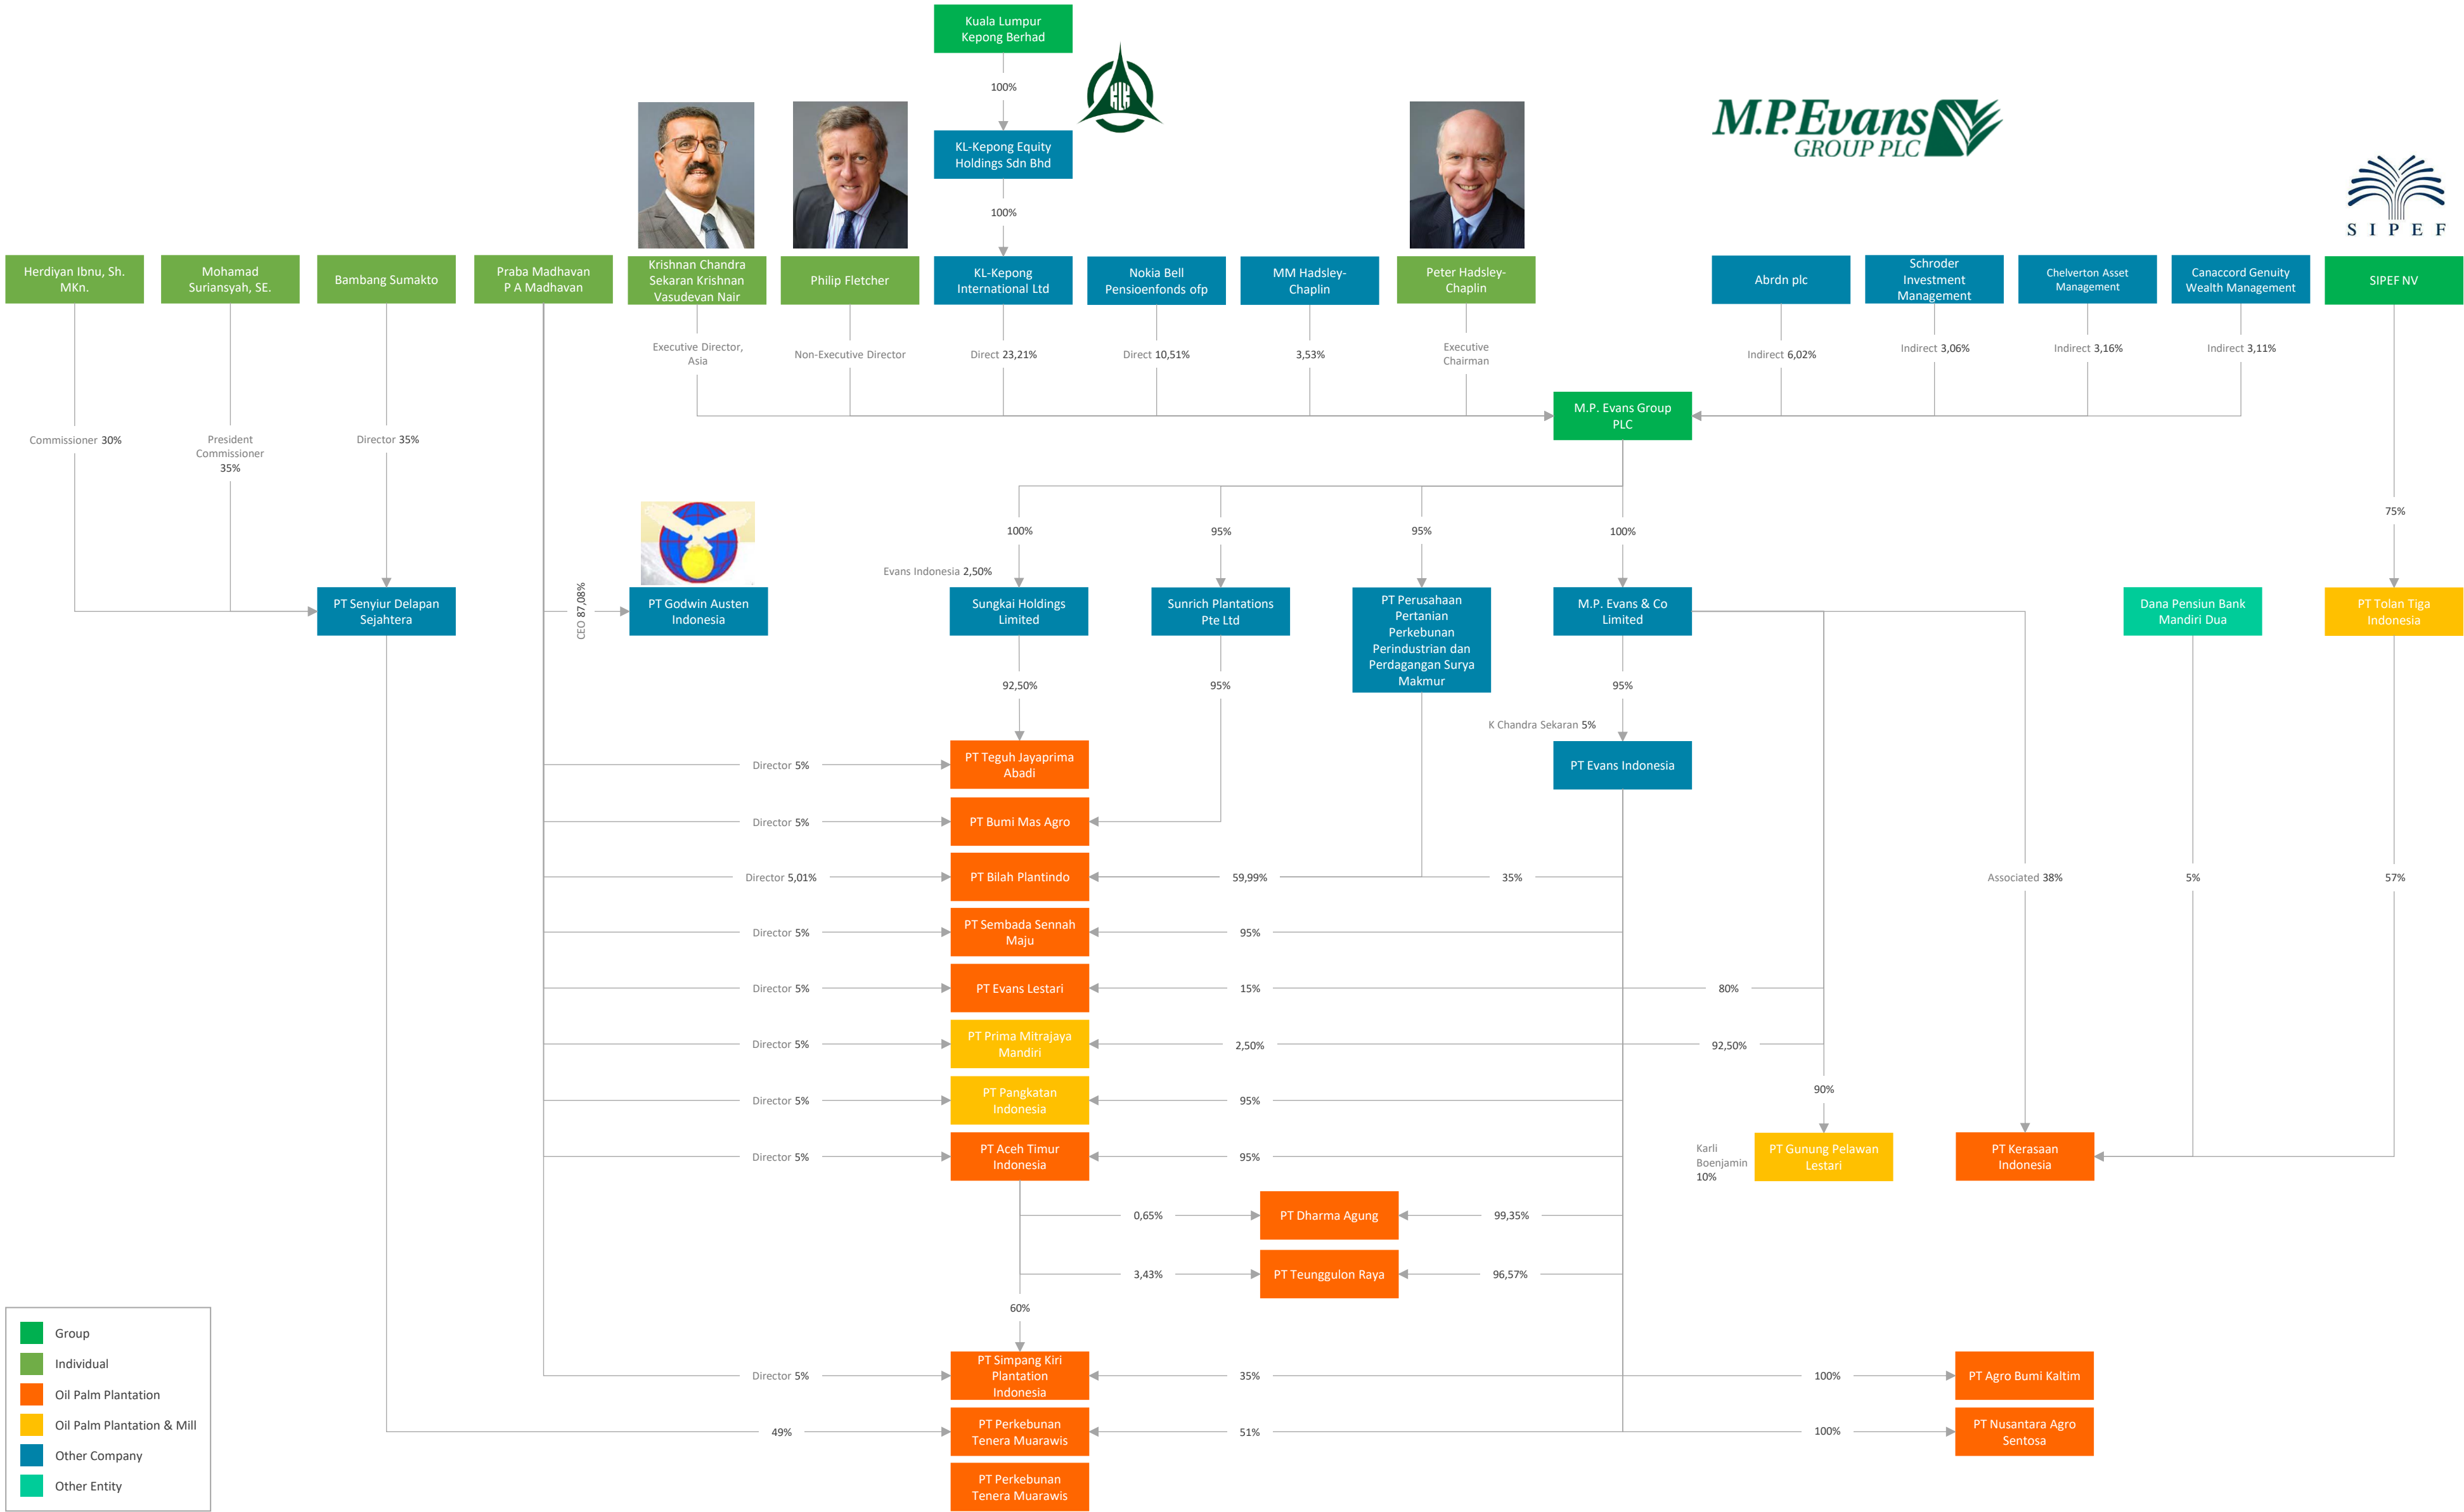 Kuala Lumpur
Kepong Berhad
100%
KLK
KL-Kepong Equity
Holdings Sdn Bhd
100%
M.P.Evans
GROUP PLC
SIPEF
Herdiyan Ibnu, Sh.
MKn.
Mohamad
Suriansyah, SE.
Bambang Sumakto
Praba Madhavan
P A Madhavan
Krishnan Chandra
Sekaran Krishnan
Vasudevan Nair
Philip Fletcher
KL-Kepong
International Ltd
Nokia Bell
Pensioenfonds ofp
MM Hadsley-
Chaplin
Peter Hadsley-
Chaplin
Abrdn plc
Schroder
Investment
Management
Chelverton Asset
Management
Canaccord Genuity
Wealth Management
SIPEF NV
Executive Director,
Asia
Non-Executive Director
Direct 23,21%
Direct 10,51%
3,53%
Executive
Chairman
Indirect 6,02%
Indirect 3,06%
Indirect 3,16%
Indirect 3,11%
M.P. Evans Group
PLC
Commissioner 30%
President
Commissioner
35%
Director 35%
100%
95%
95%
100%
75%
Evans Indonesia 2,50%
CEO 87,08%
PT Senyiur Delapan
Sejahtera
PT Godwin Austen
Indonesia
Sungkai Holdings
Limited
Sunrich Plantations
Pte Ltd
PT Perusahaan
Pertanian
Perkebunan
Perindustrian dan
Perdagangan Surya
Makmur
M.P. Evans & Co
Limited
Dana Pensiun Bank
Mandiri Dua
PT Tolan Tiga
Indonesia
92,50%
95%
95%
K Chandra Sekaran 5%
Director 5%
PT Teguh Jayaprima
Abadi
PT Evans Indonesia
Director 5%
PT Bumi Mas Agro
Director 5,01%
PT Bilah Plantindo
59,99%
35%
Associated 38%
5%
57%
Director 5%
PT Sembada Sennah
Maju
95%
Director 5%
PT Evans Lestari
15%
80%
Director 5%
PT Prima Mitrajaya
Mandiri
2,50%
92,50%
Director 5%
PT Pangkatan
Indonesia
95%
90%
Director 5%
PT Aceh Timur
Indonesia
95%
Karli
Boenjamin
10%
PT Gunung Pelawan
Lestari
PT Kerasaan
Indonesia
0,65%
PT Dharma Agung
99,35%
3,43%
PT Teunggulon Raya
96,57%
60%
Director 5%
PT Simpang Kiri
Plantation
Indonesia
35%
100%
PT Agro Bumi Kaltim
49%
PT Perkebunan
Tenera Muarawis
51%
100%
PT Nusantara Agro
Sentosa
PT Perkebunan
Tenera Muarawis
Group
Individual
Oil Palm Plantation
Oil Palm Plantation & Mill
Other Company
Other Entity